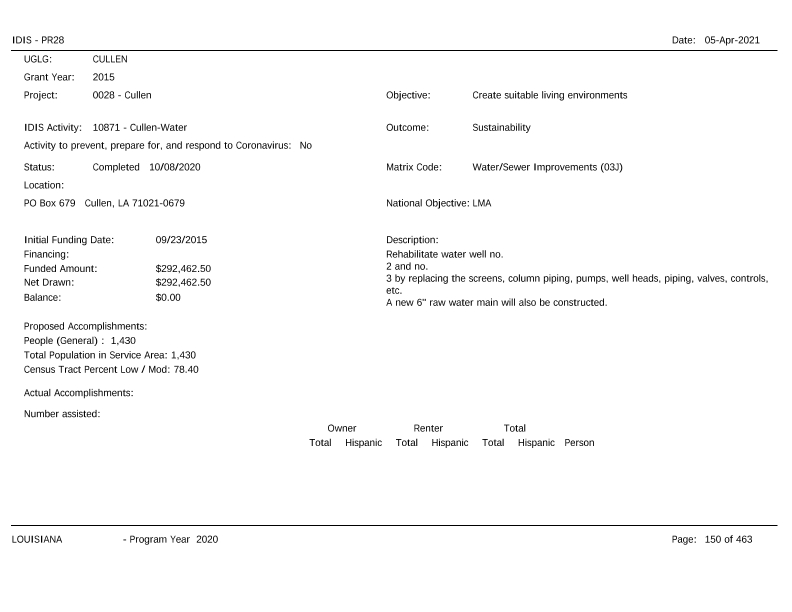 IDIS - PR28 Date: 05-Apr-2021
UGLG: CULLEN
Grant Year: 2015
Project: 0028 - Cullen Objective: Create suitable living environments
IDIS Activity: 10871 - Cullen-Water Outcome: Sustainability
Activity to prevent, prepare for, and respond to Coronavirus: No
Status: Completed 10/08/2020 Matrix Code: Water/Sewer Improvements (03J)
Location:
PO Box 679 Cullen, LA 71021-0679 National Objective: LMA
Initial Funding Date: 09/23/2015 Description:
Financing: Rehabilitate water well no.
Funded Amount: $292,462.50 2 and no.
Net Drawn: $292,462.50 3 by replacing the screens, column piping, pumps, well heads, piping, valves, controls,
etc.
Balance: $0.00 A new 6" raw water main will also be constructed.
Proposed Accomplishments:
People (General) : 1,430
Total Population in Service Area: 1,430
Census Tract Percent Low / Mod: 78.40
Actual Accomplishments:
Number assisted:
Owner Renter Total
Total Hispanic Total Hispanic Total Hispanic Person
LOUISIANA - Program Year 2020 Page: 150 of 463